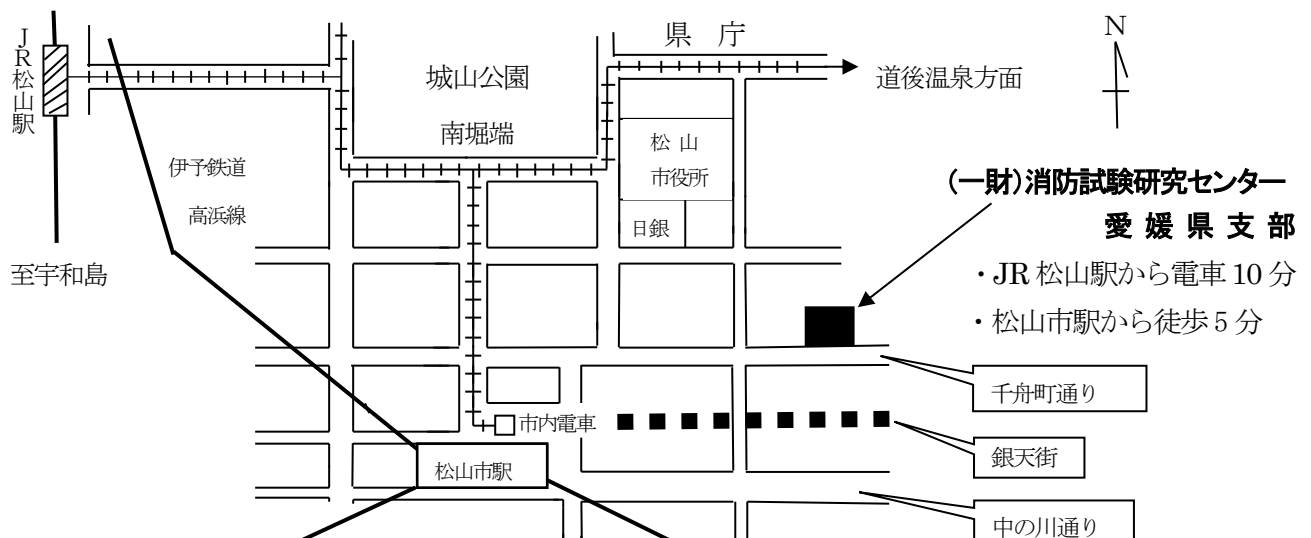 JR松山駅
至宇和島
伊予鉄道
高浜線
城山公園
南堀端
県 庁
道後温泉方面
N
松 山
市役所
日銀
(一財)消防試験研究センター
愛 媛 県 支 部
・JR 松山駅から電車 10 分
・松山市駅から徒歩 5 分
千舟町通り
市内電車
銀天街
松山市駅
中の川通り